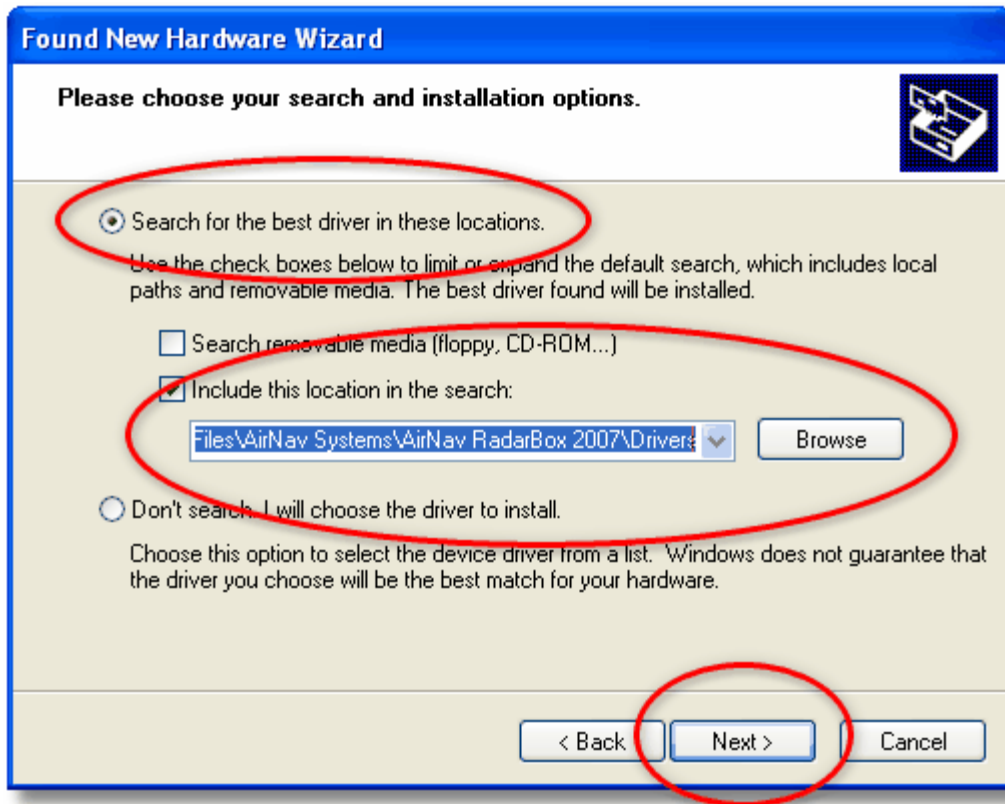 Found New Hardware Wizard
Please choose your search and installation options.
Search for the best driver in these locations.
Use the check boxes below to limit or expand the default search, which includes local
paths and removable media. The best driver found will be installed.
Search removable media (floppy, CD-ROM...)
Include this location in the search:
Files\AirNav Systems\AirNav RadarBox 2007\Drivers
Browse
Don't search. I will choose the driver to install.
Choose this option to select the device driver from a list. Windows does not guarantee that
the driver you choose will be the best match for your hardware.
< Back Next > Cancel